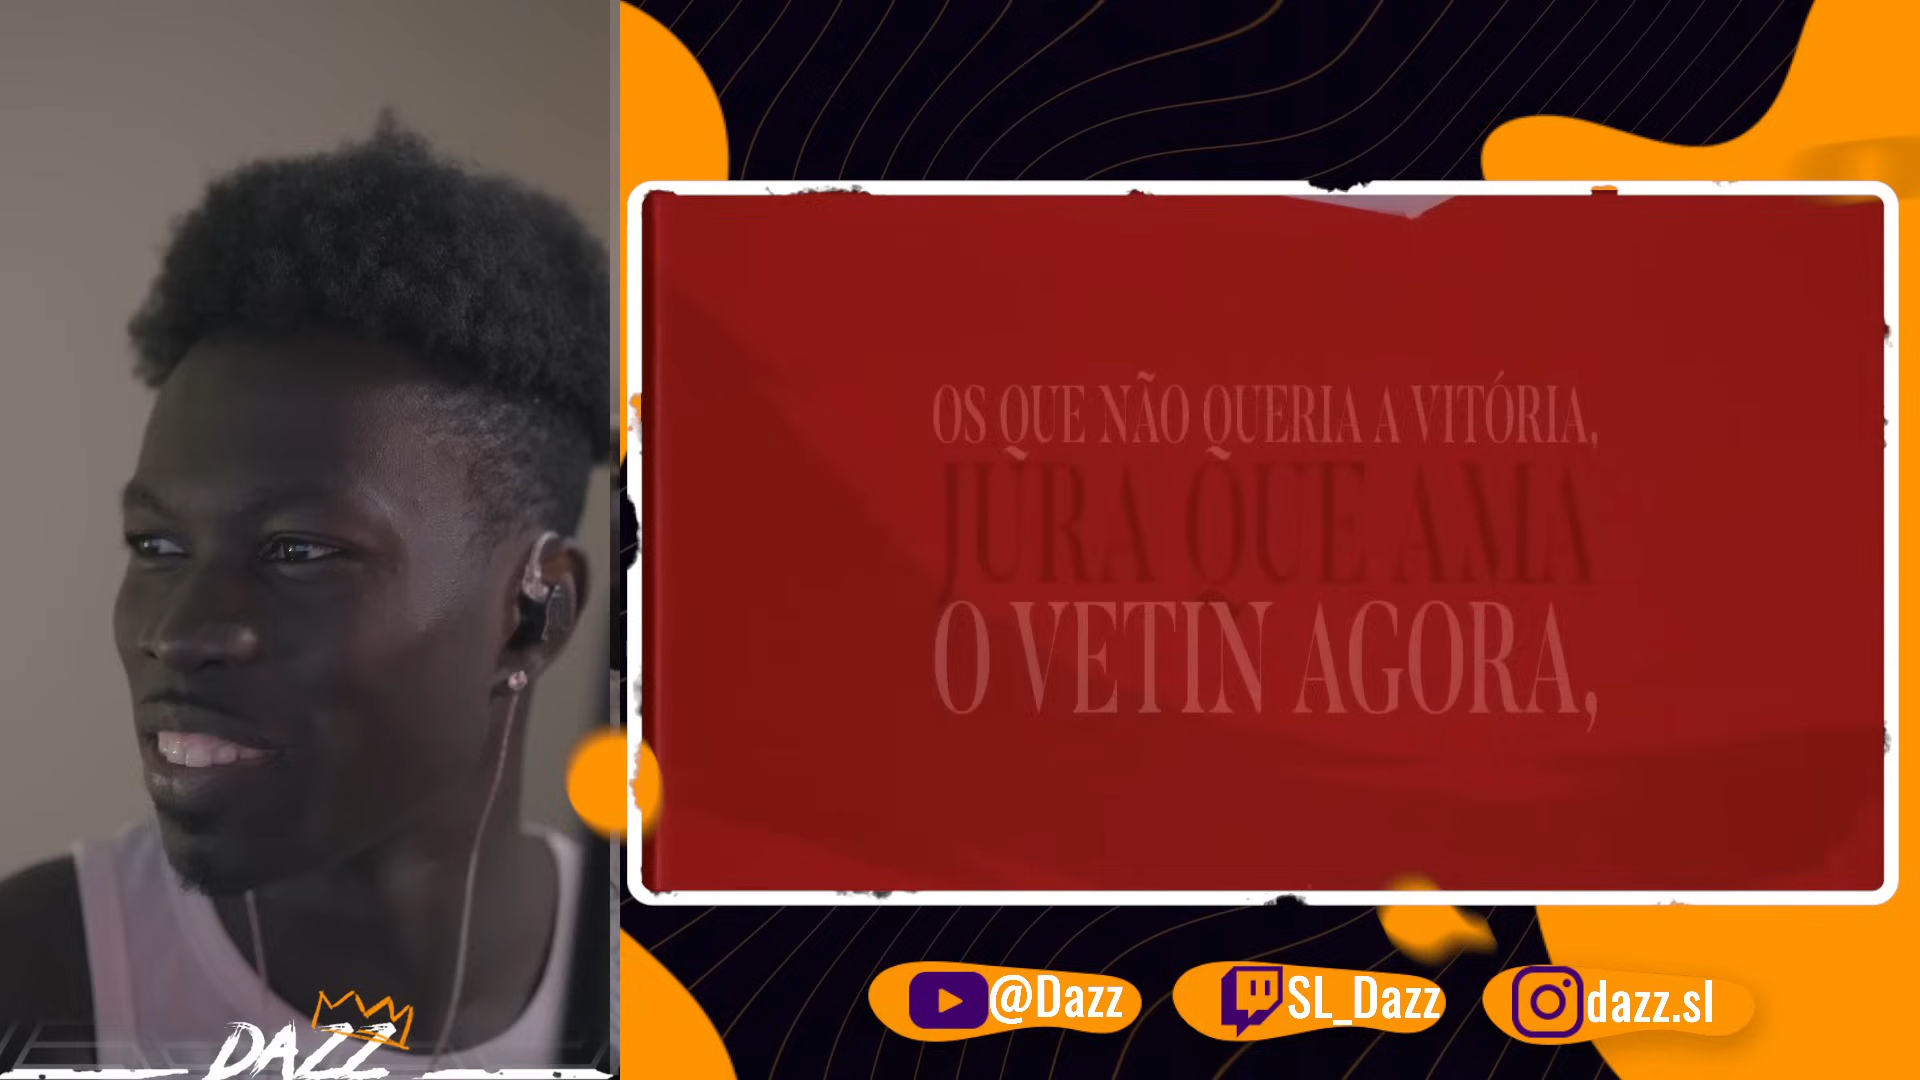 OS QUE NÃO QUERIA A VITÓRIA,
JURA QUE AMA
O VETIN AGORA,
@Dazz
SL_Dazz
dazz.sl
DAZZ